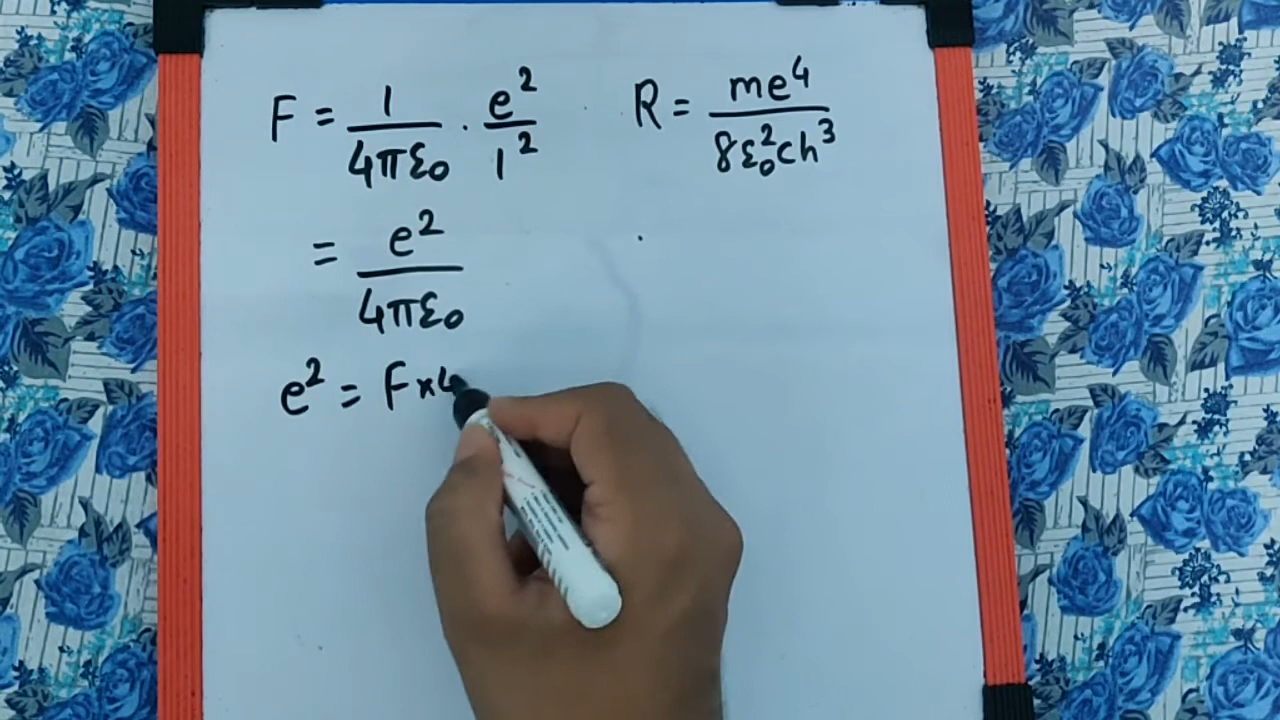 F = 1/4πε₀ . e²/1² R = me⁴/8ε₀²ch³
= e²/4πε₀
e² = F×4